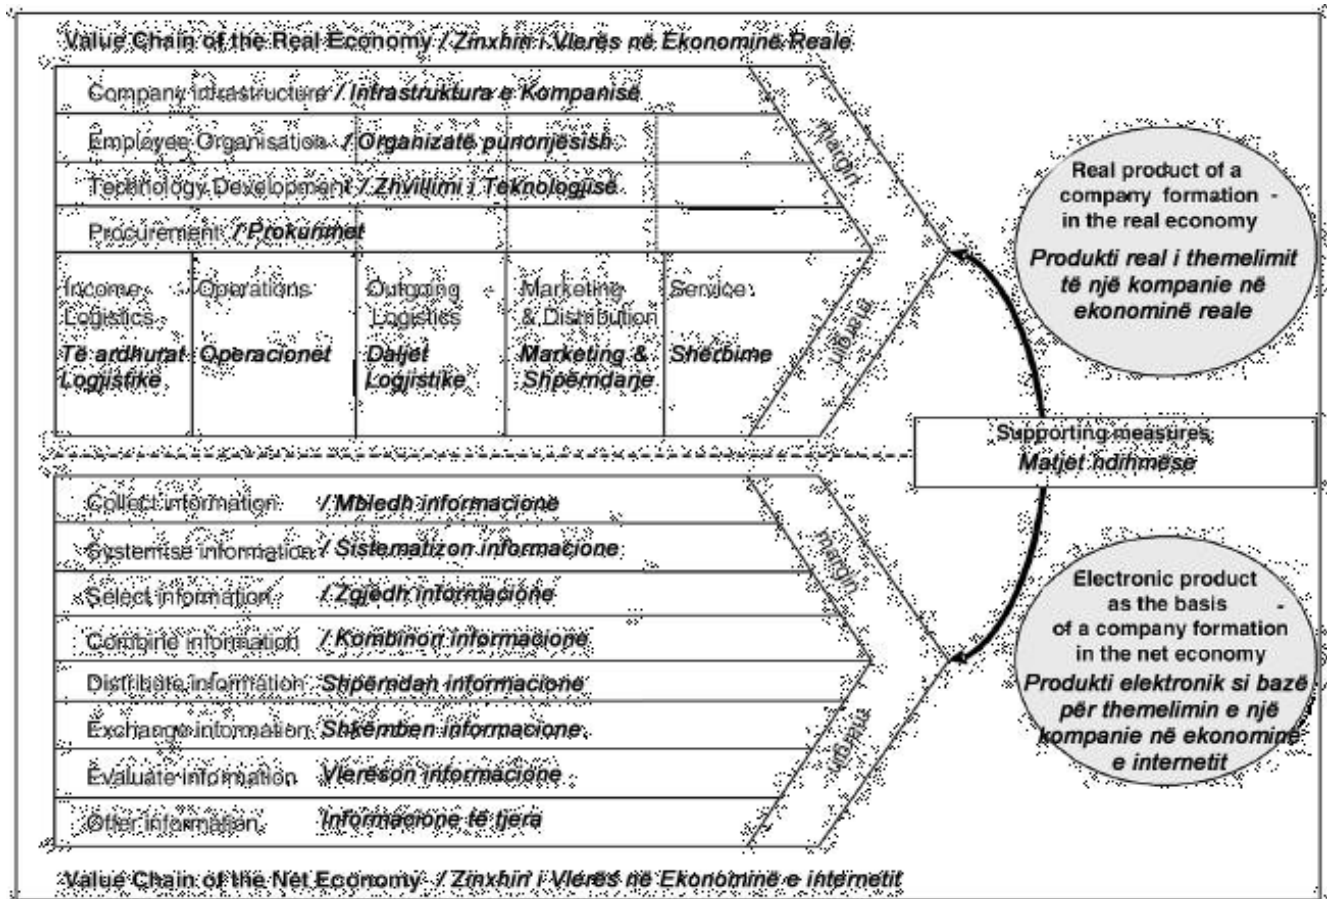 Value Chain of the Real Economy / Zinxhiri i Vlerës në Ekonominë Reale
Company infrastructure / Infrastruktura e Kompanisë
Employee Organisation / Organizatë punonjësish
Technology Development / Zhvillimi i Teknologjisë
Procurement / Prokurimet
margin
Income
Logistics
Të ardhurat
Logjistike
Operations
Operacionet
Outgoing
Logistics
Daljet
Logjistike
Marketing
& Distribution
Marketing &
Shpërndarje
Service
Shërbime
margin
Real product of a
company formation -
in the real economy
Produkti real i themelimit
të një kompanie në
ekonominë reale
Supporting measures
Matjet ndihmëse
Collect information / Mbledh informacione
Systemise information / Sistematizon informacione
Select information / Zgjedh informacione
Combine information / Kombinon informacione
Distribute information Shpërndan informacione
Exchange information Shkëmben informacione
Evaluate information Vlerëson informacione
Offer information Informacione të tjera
margin
margin
Electronic product
as the basis -
of a company formation
in the net economy
Produkti elektronik si bazë
për themelimin e një
kompanie në ekonominë
e internetit
Value Chain of the Net Economy / Zinxhiri i Vlerës në Ekonominë e internetit